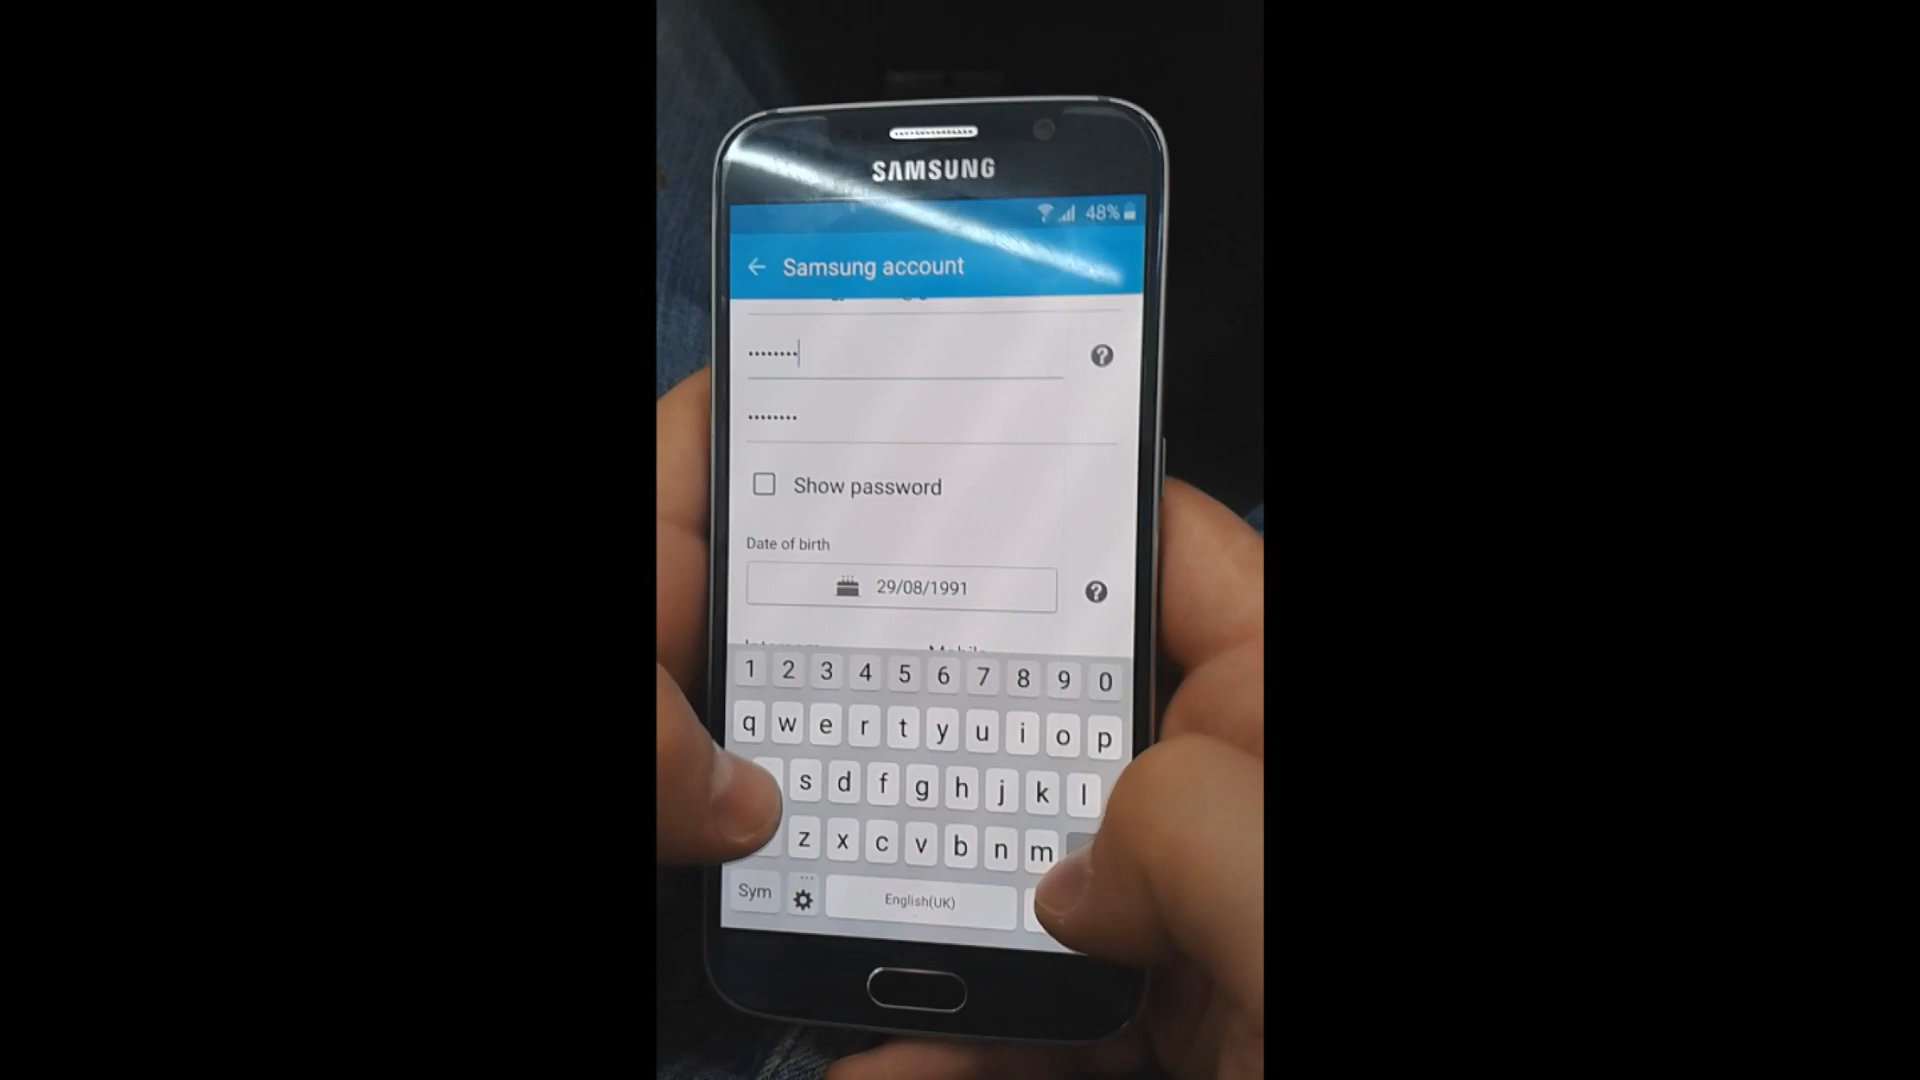 SAMSUNG
48%
Samsung account
........
........
Show password
Date of birth
29/08/1991
1 2 3 4 5 6 7 8 9 0
q w e r t y u i o p
s d f g h j k l
z x c v b n m
Sym English(UK)